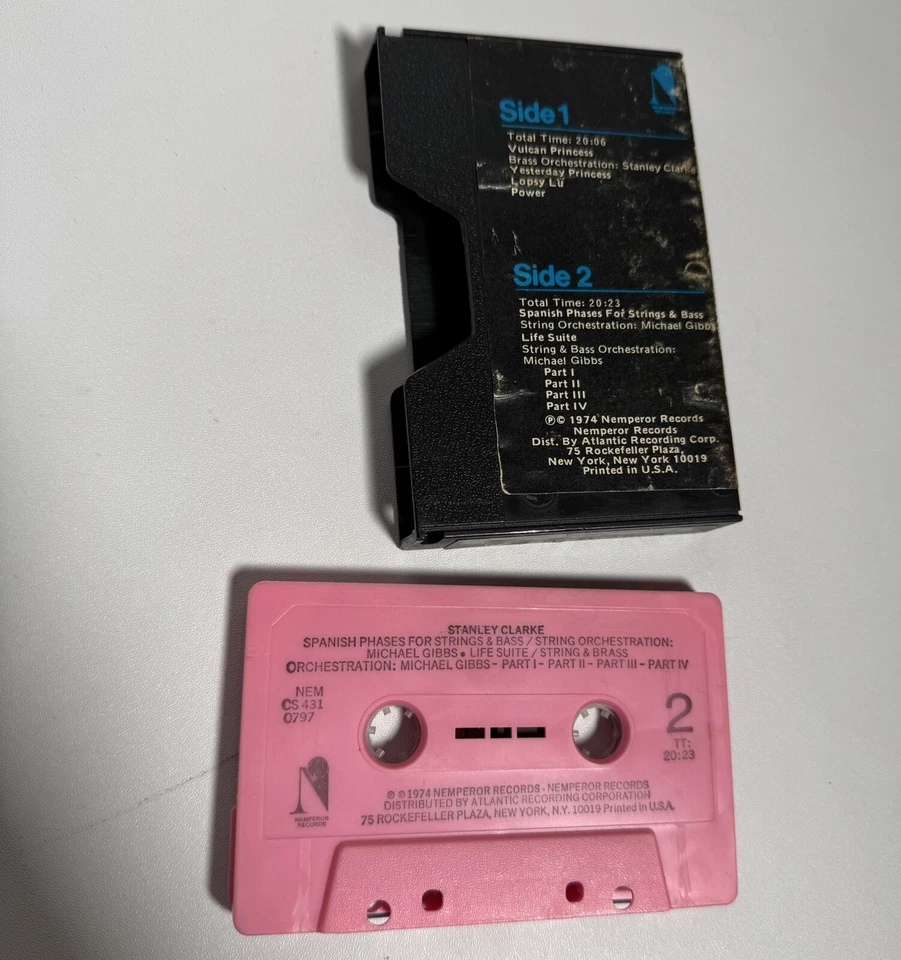 NEMPEROR
RECORDS
Side 1
Total Time: 20:06
Vulcan Princess
Brass Orchestration: Stanley Clarke
Yesterday Princess
Lopsy Lu
Power
Side 2
Total Time: 20:23
Spanish Phases For Strings & Bass
String Orchestration: Michael Gibbs
Life Suite
String & Bass Orchestration:
Michael Gibbs
Part I
Part II
Part III
Part IV
℗© 1974 Nemperor Records
Nemperor Records
Dist. By Atlantic Recording Corp.
75 Rockefeller Plaza,
New York, New York 10019
Printed in U.S.A.
STANLEY CLARKE
SPANISH PHASES FOR STRINGS & BASS / STRING ORCHESTRATION:
MICHAEL GIBBS • LIFE SUITE / STRING & BRASS
ORCHESTRATION: MICHAEL GIBBS - PART I - PART II - PART III - PART IV
NEM
CS 431
0797
2
TT:
20:23
NEMPEROR
RECORDS
℗ © 1974 NEMPEROR RECORDS - NEMPEROR RECORDS
DISTRIBUTED BY ATLANTIC RECORDING CORPORATION
75 ROCKEFELLER PLAZA, NEW YORK, N.Y. 10019 Printed in U.S.A.